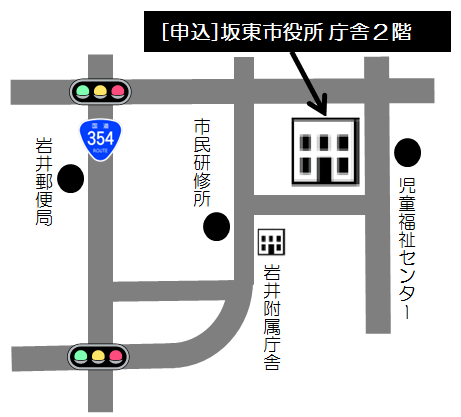 [申込]坂東市役所 庁舎２階
国道
354
ROUTE
岩井郵便局
市民研修所
児童福祉センター
岩井附属庁舎